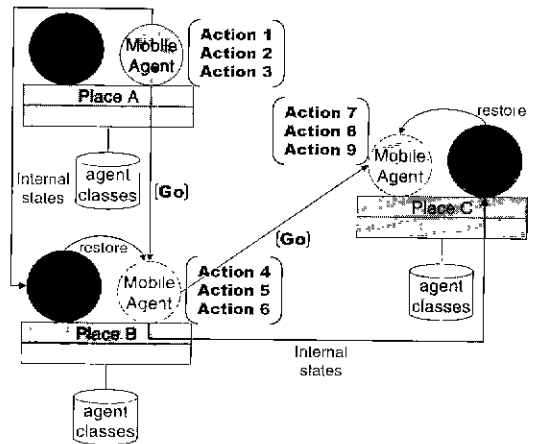 Mobile
Agent
Action 1
Action 2
Action 3
Place A
agent
classes
Internal
states
(Go)
Action 7
Action 8
Action 9
restore
Mobile
Agent
Place C
(Go)
restore
Mobile
Agent
Action 4
Action 5
Action 6
Place B
agent
classes
Internal
states
agent
classes